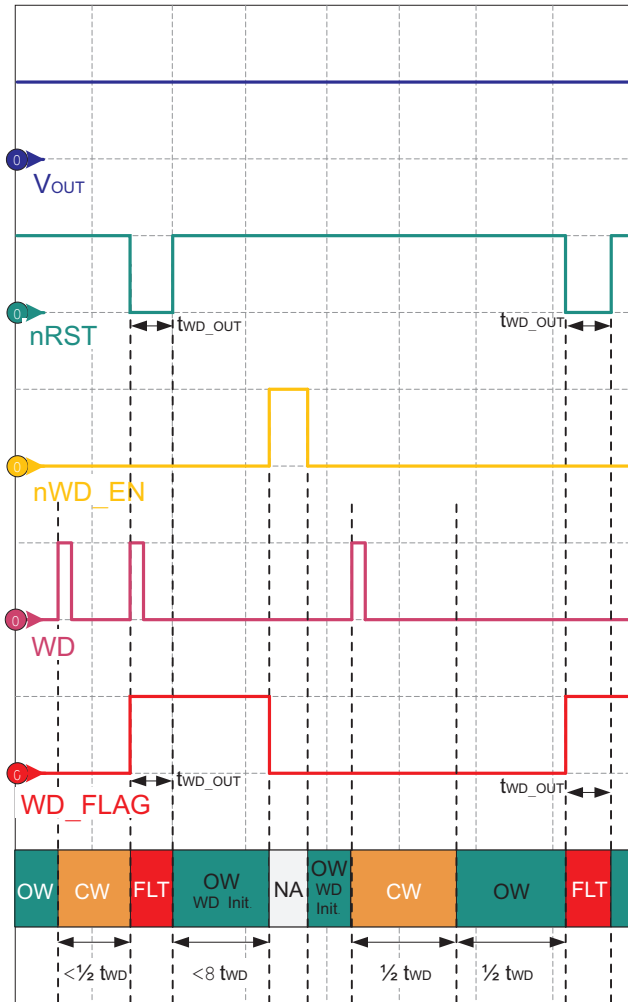 0
VOUT
0
nRST
tWD_OUT
tWD_OUT
0
nWD_EN
0
WD
0
WD_FLAG
tWD_OUT
tWD_OUT
OW
CW
FLT
OW
WD Init.
NA
OW
WD
Init.
CW
OW
FLT
<½ tWD
<8 tWD
½ tWD
½ tWD